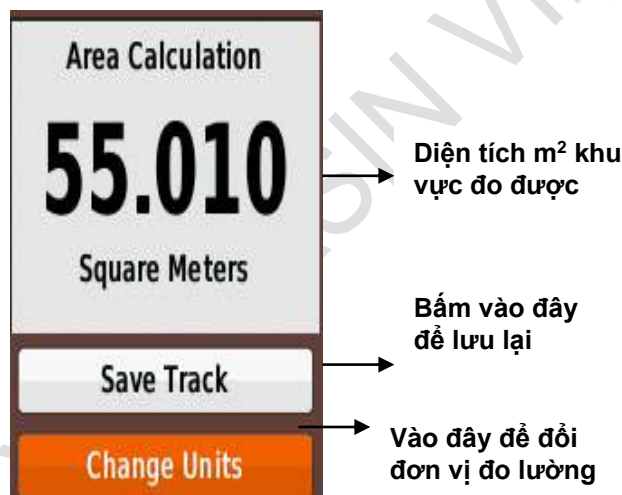 Area Calculation
55.010
Square Meters
Diện tích m² khu
vực đo được
Save Track
Bấm vào đây
để lưu lại
Change Units
Vào đây để đổi
đơn vị đo lường